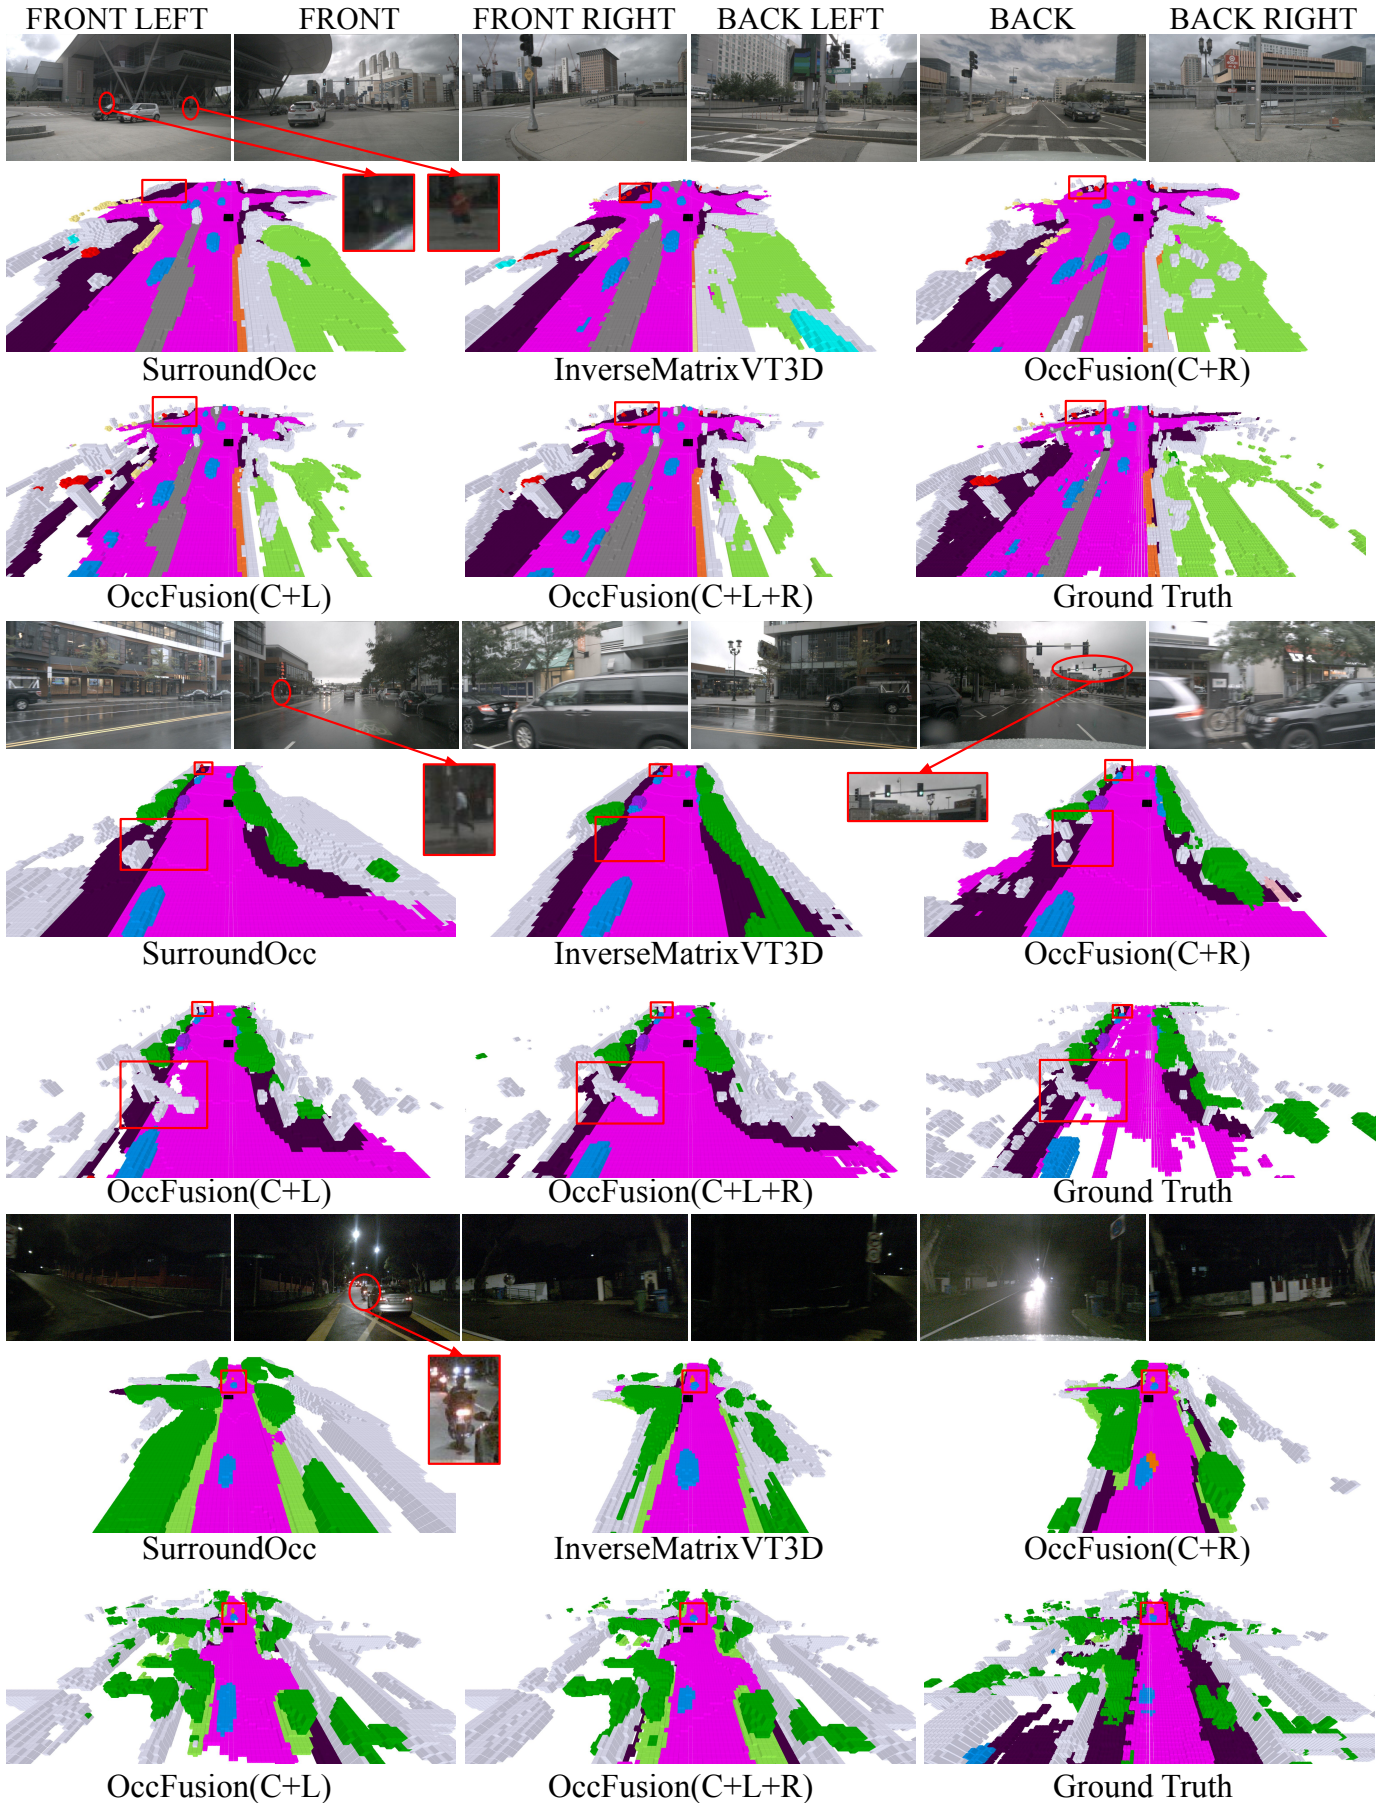 FRONT LEFT FRONT FRONT RIGHT BACK LEFT BACK BACK RIGHT
SurroundOcc InverseMatrixVT3D OccFusion(C+R)
OccFusion(C+L) OccFusion(C+L+R) Ground Truth
SurroundOcc InverseMatrixVT3D OccFusion(C+R)
OccFusion(C+L) OccFusion(C+L+R) Ground Truth
SurroundOcc InverseMatrixVT3D OccFusion(C+R)
OccFusion(C+L) OccFusion(C+L+R) Ground Truth